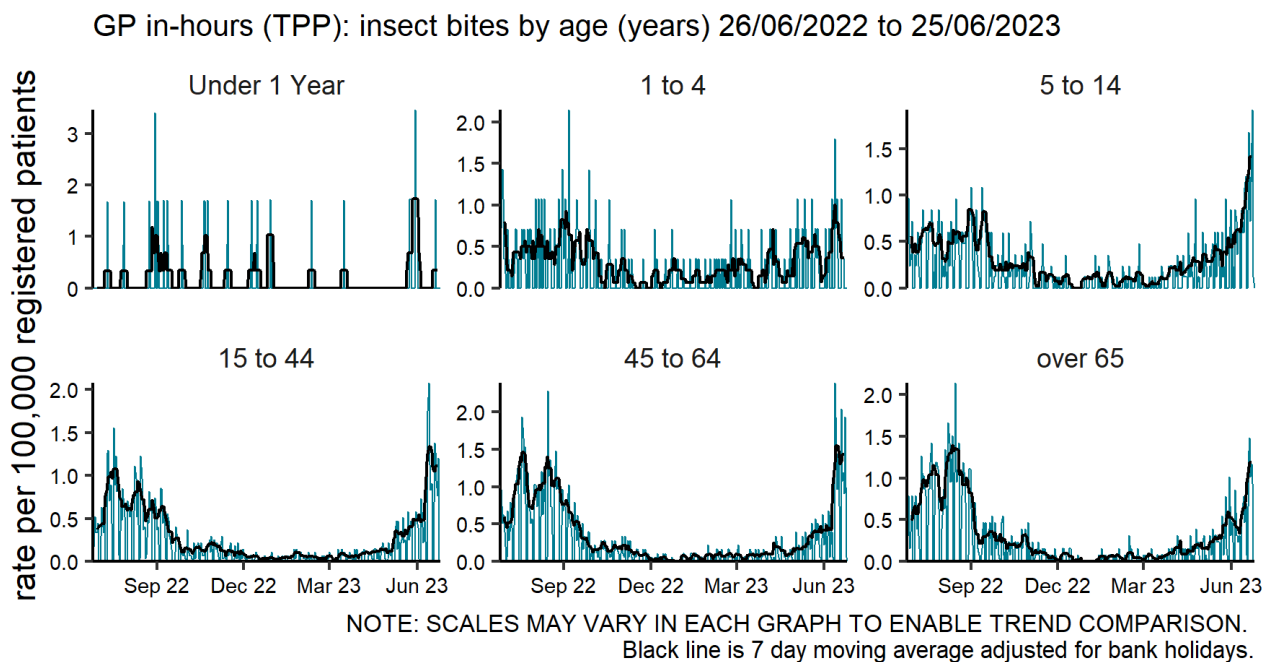 GP in-hours (TPP): insect bites by age (years) 26/06/2022 to 25/06/2023
rate per 100,000 registered patients
Under 1 Year
3
2
1
0
1 to 4
2.0
1.5
1.0
0.5
0.0
5 to 14
1.5
1.0
0.5
0.0
15 to 44
2.0
1.5
1.0
0.5
0.0
Sep 22 Dec 22 Mar 23 Jun 23
45 to 64
2.0
1.5
1.0
0.5
0.0
Sep 22 Dec 22 Mar 23 Jun 23
over 65
2.0
1.5
1.0
0.5
0.0
Sep 22 Dec 22 Mar 23 Jun 23
NOTE: SCALES MAY VARY IN EACH GRAPH TO ENABLE TREND COMPARISON.
Black line is 7 day moving average adjusted for bank holidays.